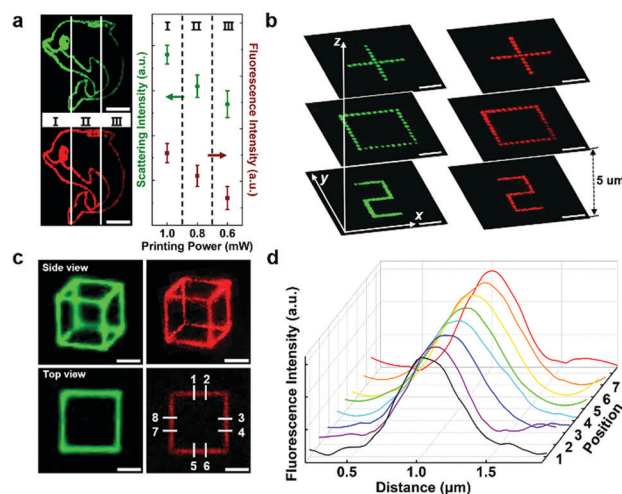 a
I II III
Scattering Intensity (a.u.)
I II III
Fluorescence Intensity (a.u.)
1.0 0.8 0.6
Printing Power (mW)
b
z
y
x
5 um
c
Side view
Top view
1 2
8 3
7 4
5 6
d
Fluorescence Intensity (a.u.)
0.5 1.0 1.5
Distance (μm)
1 2 3 4 5 6 7 7
Position